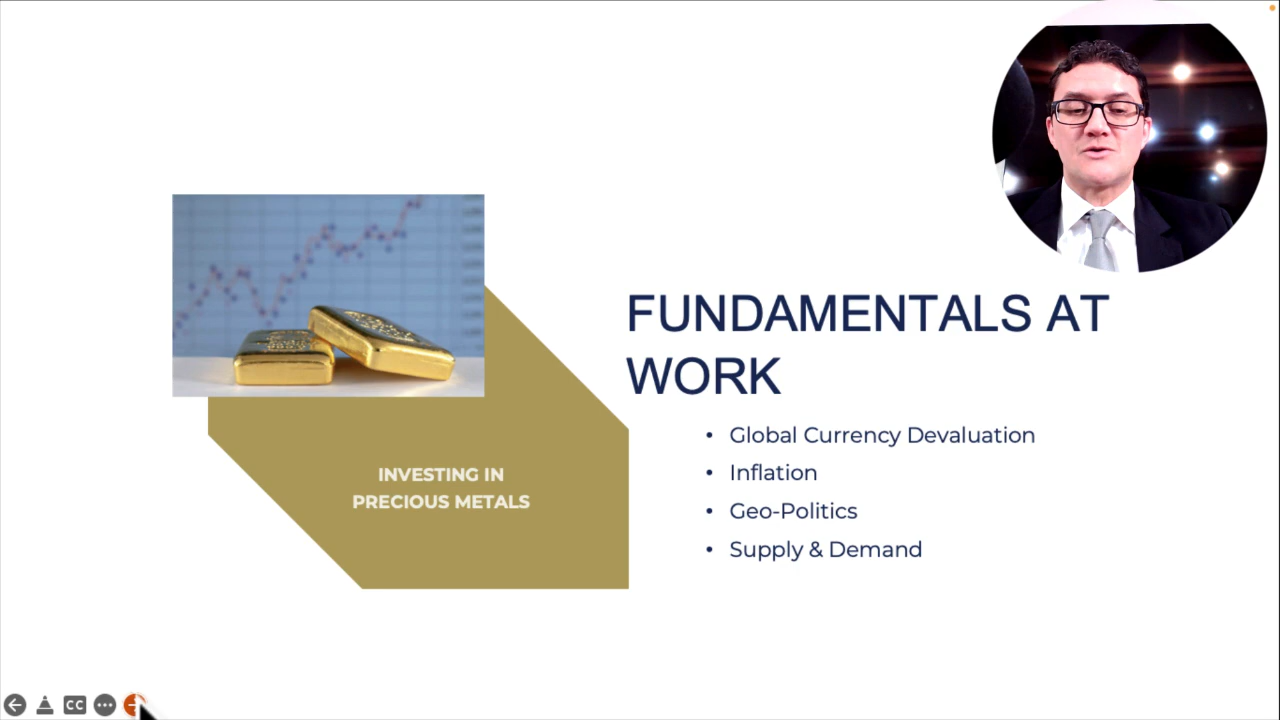 FUNDAMENTALS AT
WORK
• Global Currency Devaluation
• Inflation
• Geo-Politics
• Supply & Demand
INVESTING IN
PRECIOUS METALS
CC